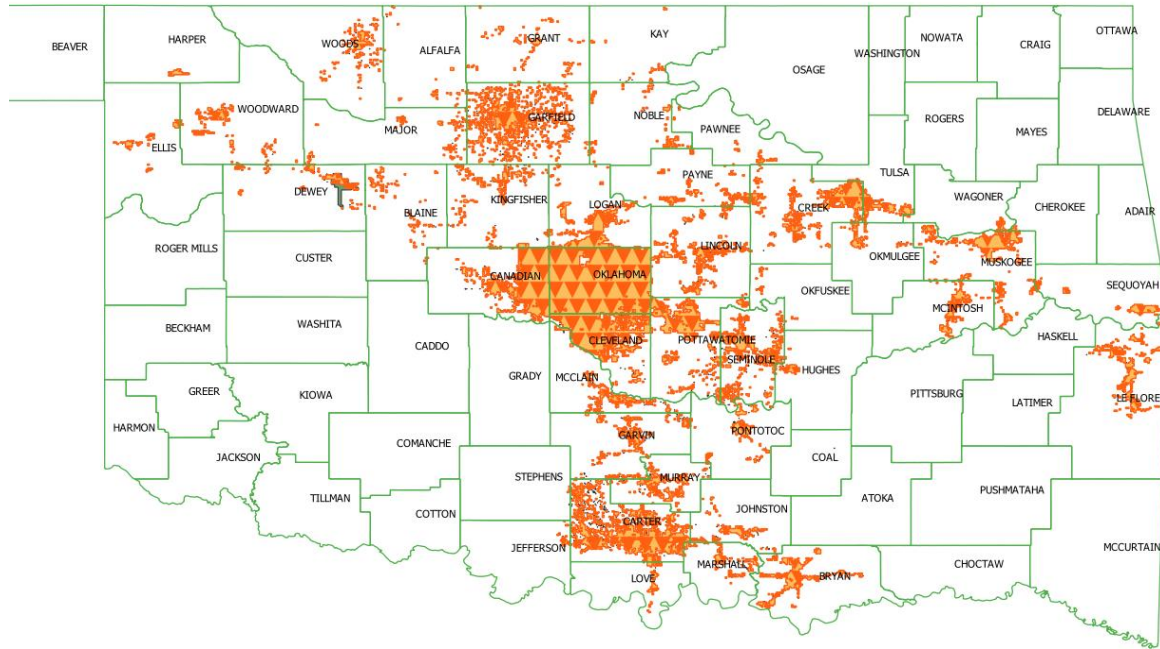 OTTAWA
KAY
NOWATA
GRANT
HARPER
WOODS
CRAIG
BEAVER
ALFALFA
WASHINGTON
OSAGE
WOODWARD
DELAWARE
NOBLE
GARFIELD
ROGERS
MAJOR
PAWNEE
MAYES
ELLIS
TULSA
PAYNE
DEWEY
WAGONER
KINGFISHER
LOGAN
CHEROKEE
CREEK
BLAINE
ADAIR
LINCOLN
ROGER MILLS
OKMULGEE
CUSTER
MUSKOGEE
CANADIAN
OKLAHOMA
SEQUOYAH
OKFUSKEE
MCINTOSH
WASHITA
BECKHAM
HASKELL
CLEVELAND
POTTAWATOMIE
CADDO
SEMINOLE
HUGHES
GRADY
MCCLAIN
GREER
KIOWA
PITTSBURG
LE FLORE
LATIMER
HARMON
PONTOTOC
GARVIN
COMANCHE
JACKSON
COAL
STEPHENS
MURRAY
PUSHMATAHA
TILLMAN
ATOKA
JOHNSTON
COTTON
CARTER
JEFFERSON
MCCURTAIN
MARSHALL
CHOCTAW
BRYAN
LOVE